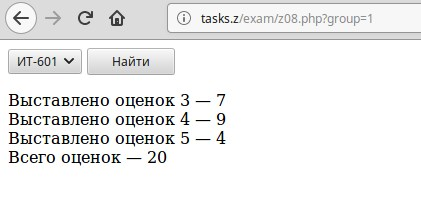 tasks.z/exam/z08.php?group=1
ИТ-601 Найти
Выставлено оценок 3 — 7
Выставлено оценок 4 — 9
Выставлено оценок 5 — 4
Всего оценок — 20